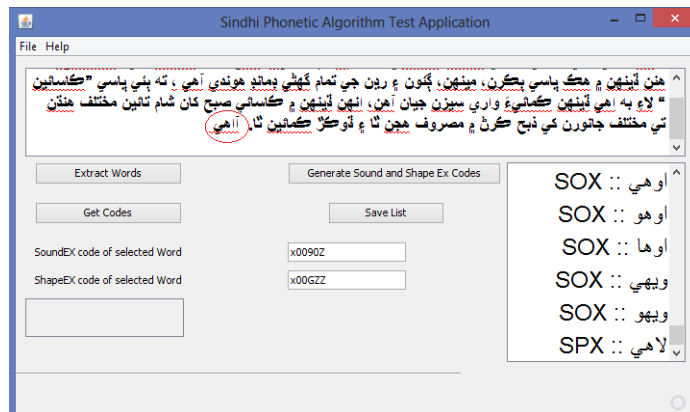 Sindhi Phonetic Algorithm Test Application
File Help
هنن ڏينهن ۾ هڪ پاسي ٻڪرن، مينهن، ڳئون ۽ رڍن جي تمام گهڻي ڊمانڊ هوندي آهي ، ته ٻئي پاسي ”ڪاسائين
“ لاءِ به اهي ڏينهن ڪمائيءَ واري سيزن جيان آهن، انهن ڏينهن ۾ ڪاسائي صبح کان شام تائين مختلف هنڌن
تي مختلف جانورن کي ذبح ڪرڻ ۾ مصروف هجن ٿا ۽ ڏوڪڙ ڪمائين ٿا. آاهي
Extract Words
Generate Sound and Shape Ex Codes
Get Codes
Save List
SoundEX code of selected Word
x0090Z
ShapeEX code of selected Word
x00GZZ
اوهي :: SOX
اوهو :: SOX
اوها :: SOX
ويهي :: SOX
ويهو :: SOX
لاهي :: SPX